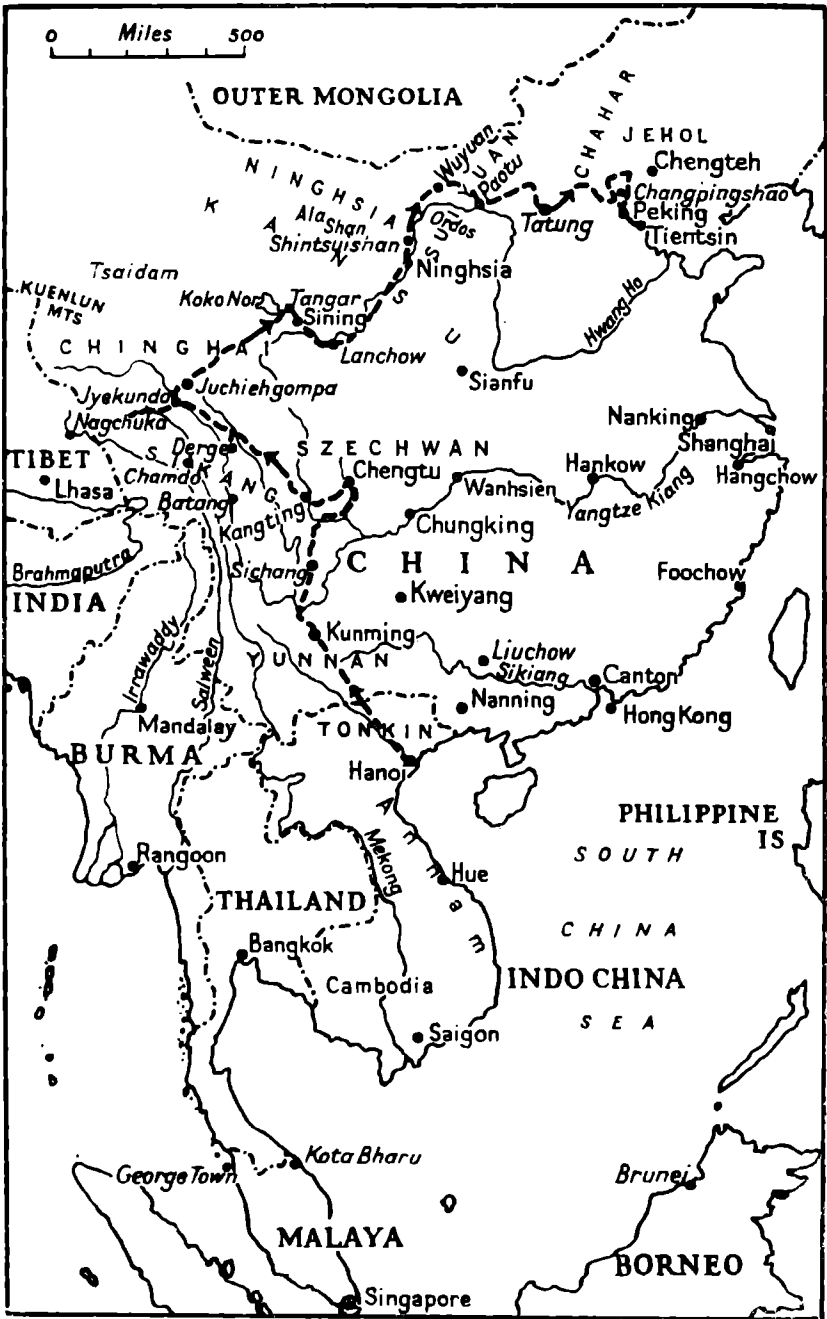 0 Miles 500
OUTER MONGOLIA
CHAHAR
JEHOL
Chengteh
Changpingshao
Peking
Tientsin
NINGHSIA
Wuyuan
SUIYUAN
Paotu
KANSU
Ala
Shan
Ordos
Tatung
Shintsuishan
Ninghsia
Tsaidam
KUENLUN
MTS
Koko Nor
Tangar
Sining
Hwang Ho
CHINGHAI
Lanchow
Juchiehgompa
Sianfu
Jyekundo
Nagchuka
Nanking
Shanghai
Hangchow
TIBET
Lhasa
SIKANG
Derge
Chamdo
Batang
SZECHWAN
Chengtu
Wanhsien
Hankow
Yangtze Kiang
Kangting
Chungking
CHINA
Brahmaputra
INDIA
Sichang
Kweiyang
Foochow
Irrawaddy
Salween
Kunming
YUNNAN
Liuchow
Sikiang
Canton
Nanning
Hong Kong
Mandalay
BURMA
TONKIN
Hanoi
Annam
PHILIPPINE
IS
Rangoon
Mekong
Hue
SOUTH
THAILAND
CHINA
Bangkok
Cambodia
INDO CHINA
SEA
Saigon
George Town
Kota Bharu
Brunei
MALAYA
BORNEO
Singapore